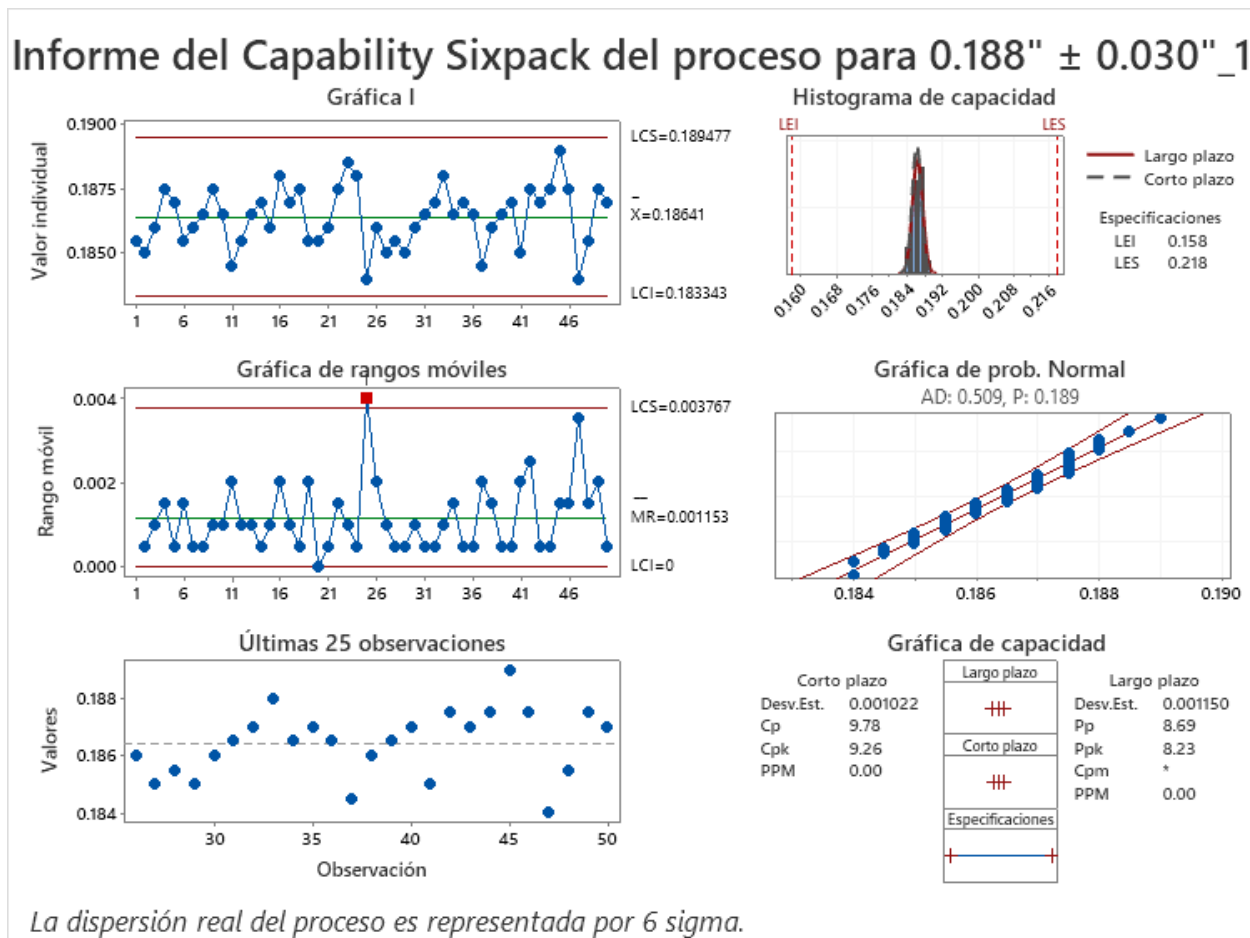 Informe del Capability Sixpack del proceso para 0.188" ± 0.030"_1
Gráfica I
Valor individual
0.1900
0.1875
0.1850
LCS=0.189477
_
X=0.18641
LCI=0.183343
1 6 11 16 21 26 31 36 41 46
Histograma de capacidad
LEI LES
0.160 0.168 0.176 0.184 0.192 0.200 0.208 0.216
Largo plazo
Corto plazo
Especificaciones
LEI 0.158
LES 0.218
Gráfica de rangos móviles
Rango móvil
0.004
0.002
0.000
1
LCS=0.003767
__
MR=0.001153
LCI=0
1 6 11 16 21 26 31 36 41 46
Gráfica de prob. Normal
AD: 0.509, P: 0.189
0.184 0.186 0.188 0.190
Últimas 25 observaciones
Valores
0.188
0.186
0.184
30 35 40 45 50
Observación
Gráfica de capacidad
Corto plazo
Desv.Est. 0.001022
Cp 9.78
Cpk 9.26
PPM 0.00
Largo plazo
Corto plazo
Especificaciones
Largo plazo
Desv.Est. 0.001150
Pp 8.69
Ppk 8.23
Cpm *
PPM 0.00
La dispersión real del proceso es representada por 6 sigma.